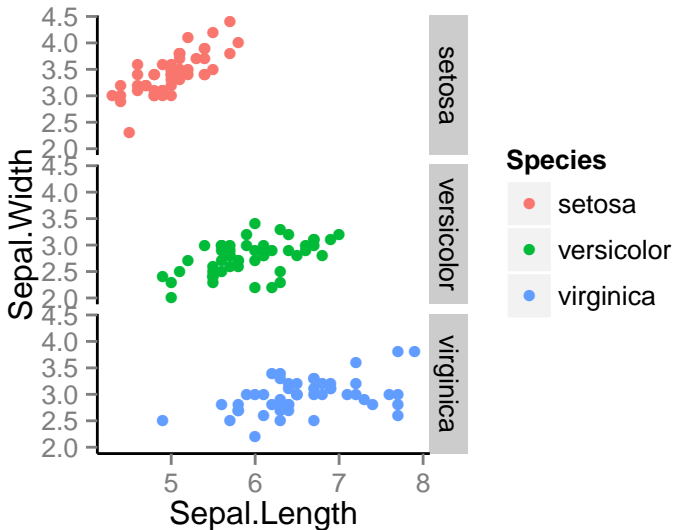 Sepal.Width
4.5
4.0
3.5
3.0
2.5
2.0
setosa
4.5
4.0
3.5
3.0
2.5
2.0
versicolor
4.5
4.0
3.5
3.0
2.5
2.0
virginica
5 6 7 8
Sepal.Length
Species
setosa
versicolor
virginica